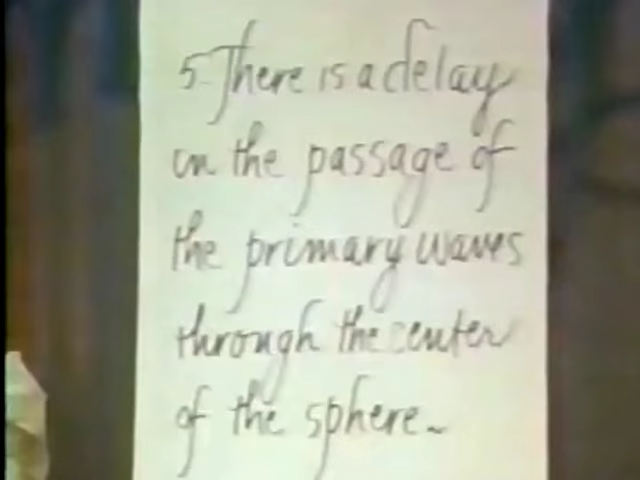 5. There is a delay
in the passage of
the primary waves
through the center
of the sphere~